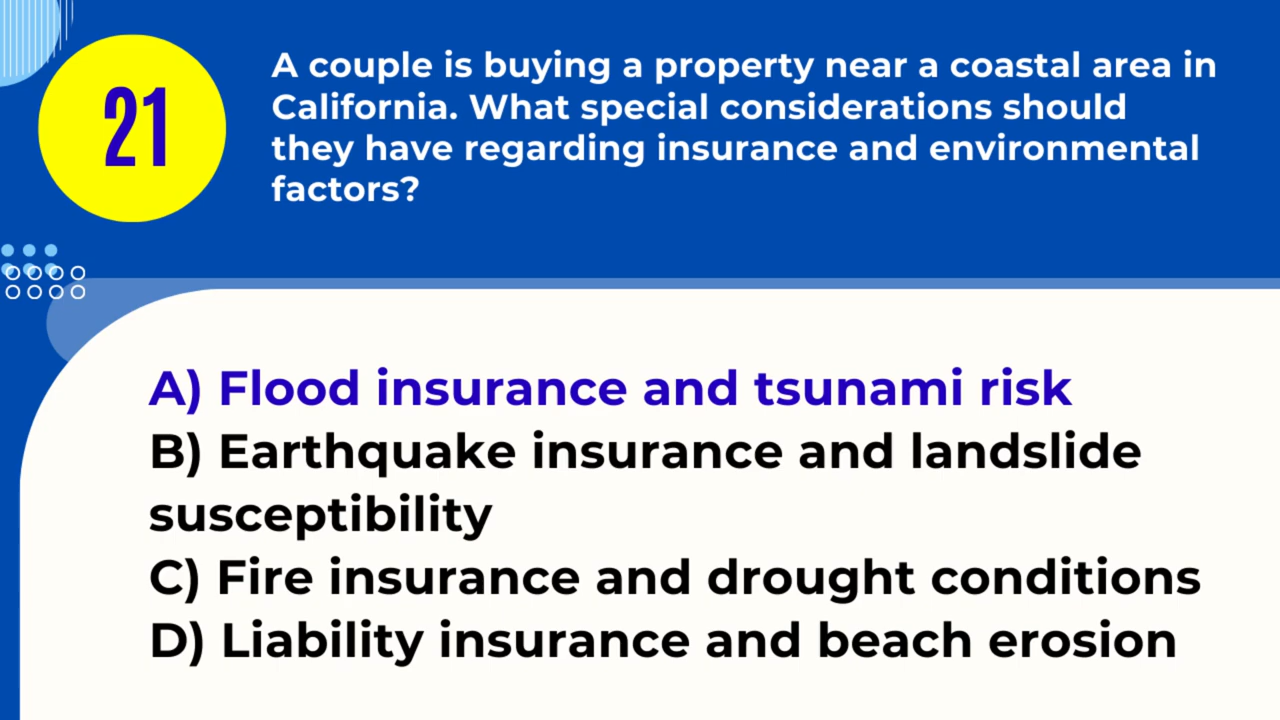 21
A couple is buying a property near a coastal area in
California. What special considerations should
they have regarding insurance and environmental
factors?
A) Flood insurance and tsunami risk
B) Earthquake insurance and landslide
susceptibility
C) Fire insurance and drought conditions
D) Liability insurance and beach erosion